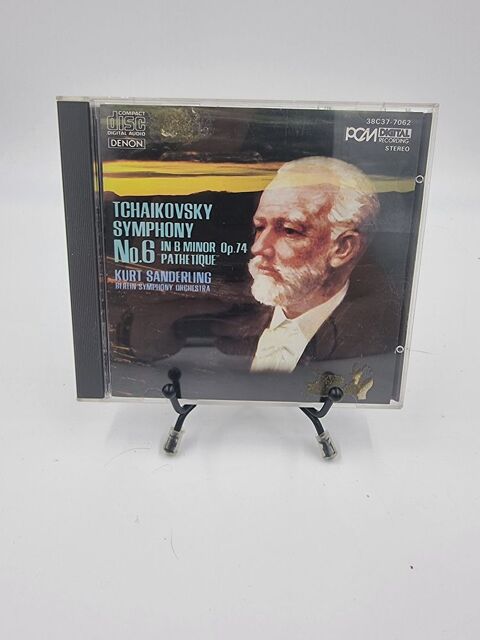 COMPACT
disc
DIGITAL AUDIO
DENON
38C37-7062
PCM DIGITAL
RECORDING
STEREO
TCHAIKOVSKY
SYMPHONY
No.6 IN B MINOR Op.74
PATHETIQUE
KURT SANDERLING
BERLIN SYMPHONY ORCHESTRA